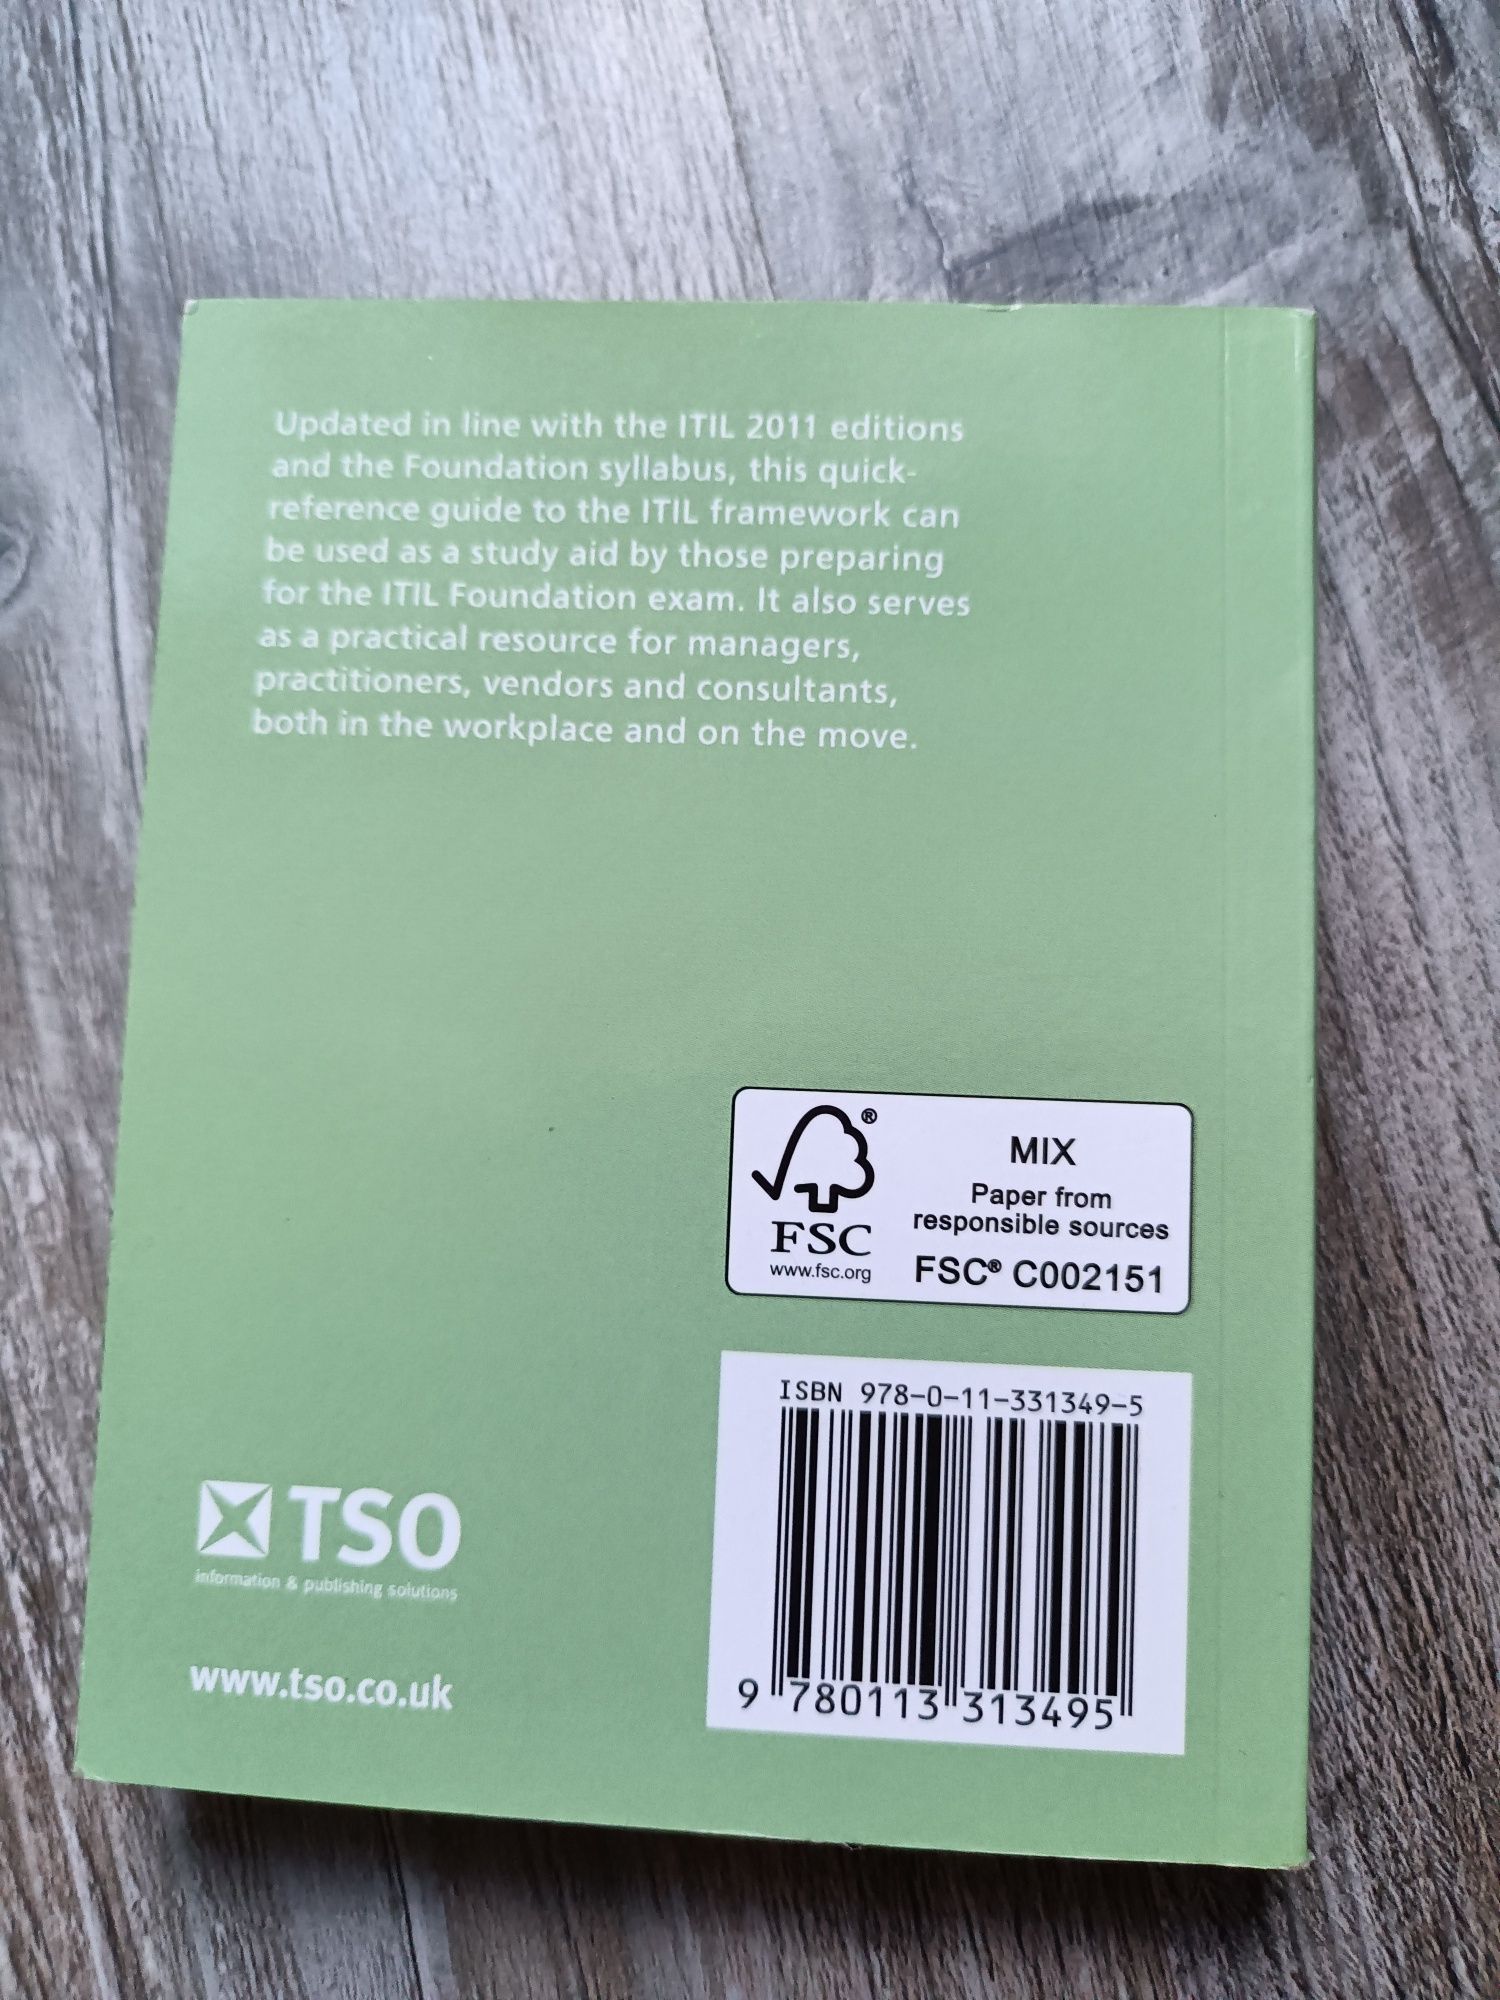 Updated in line with the ITIL 2011 editions
and the Foundation syllabus, this quick-
reference guide to the ITIL framework can
be used as a study aid by those preparing
for the ITIL Foundation exam. It also serves
as a practical resource for managers,
practitioners, vendors and consultants,
both in the workplace and on the move.
®
FSC
www.fsc.org
MIX
Paper from
responsible sources
FSC® C002151
ISBN 978-0-11-331349-5
9 780113 313495
TSO
information & publishing solutions
www.tso.co.uk